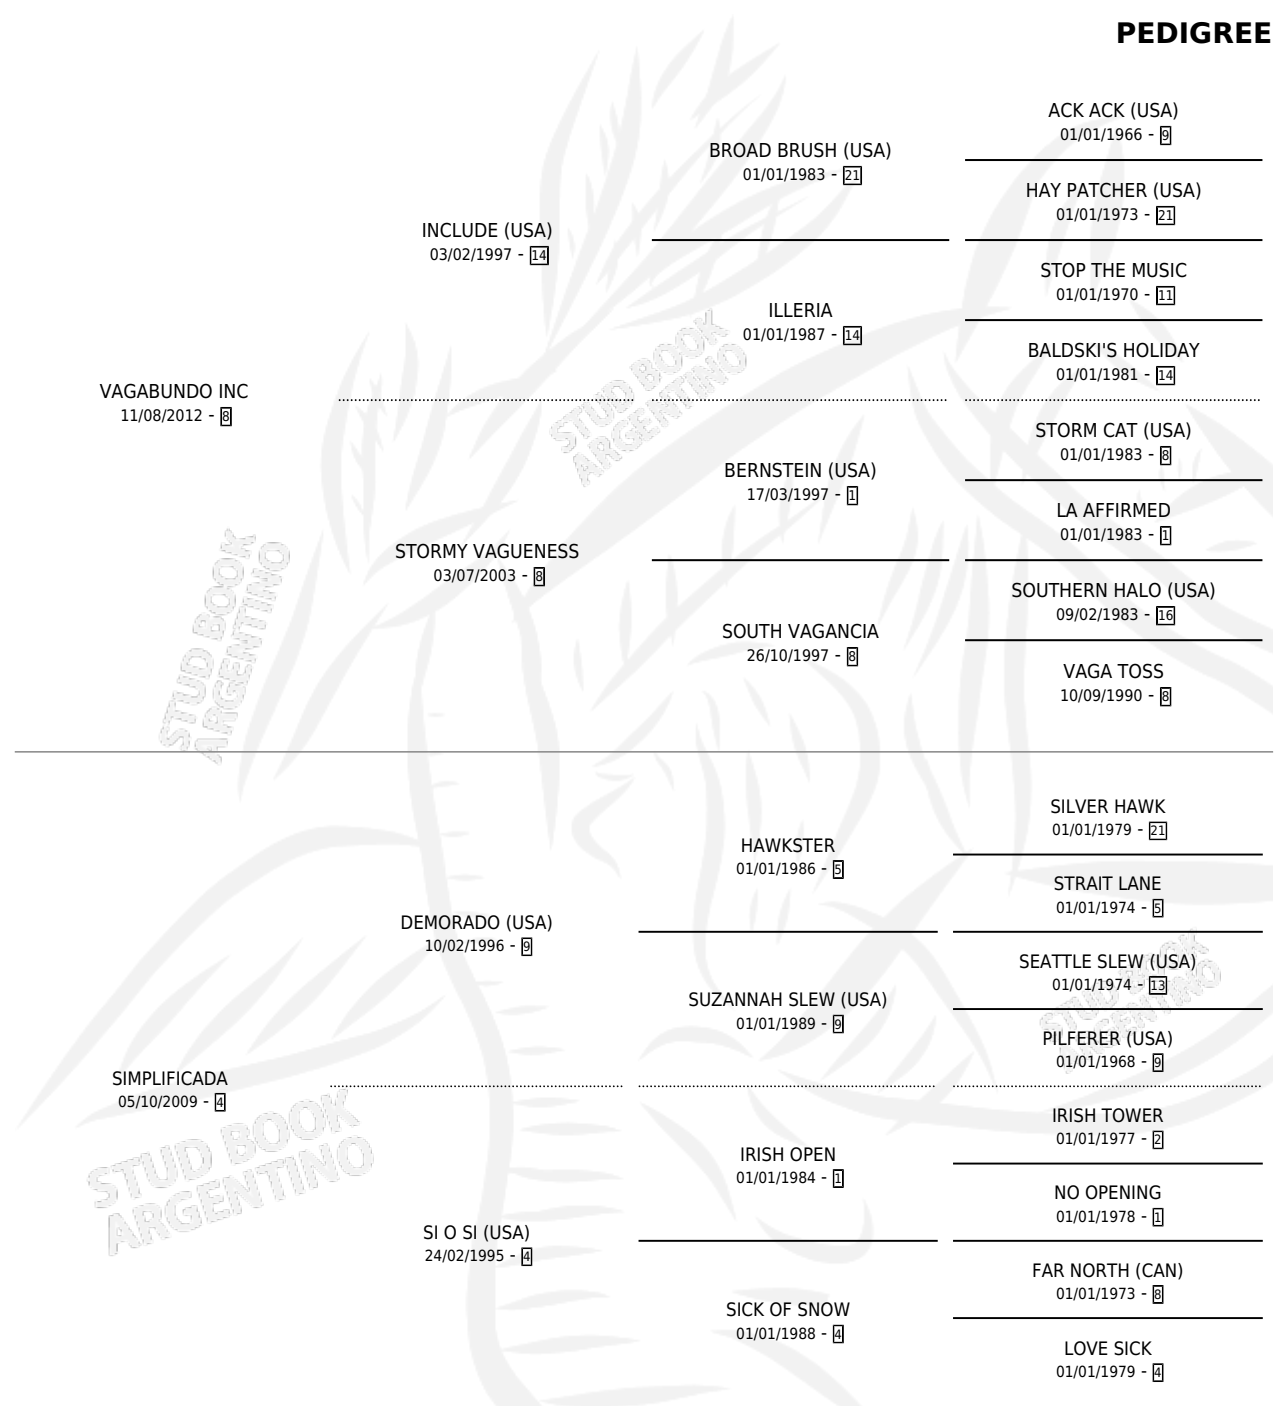 PEDIGREE
ACK ACK (USA)
01/01/1966 - 9
BROAD BRUSH (USA)
01/01/1983 - 21
HAY PATCHER (USA)
01/01/1973 - 21
INCLUDE (USA)
03/02/1997 - 14
STOP THE MUSIC
01/01/1970 - 11
ILLERIA
01/01/1987 - 14
BALDSKI'S HOLIDAY
01/01/1981 - 14
VAGABUNDO INC
11/08/2012 - 8
STORM CAT (USA)
01/01/1983 - 8
BERNSTEIN (USA)
17/03/1997 - 1
LA AFFIRMED
01/01/1983 - 1
STORMY VAGUENESS
03/07/2003 - 8
SOUTHERN HALO (USA)
09/02/1983 - 16
SOUTH VAGANCIA
26/10/1997 - 8
VAGA TOSS
10/09/1990 - 8
SILVER HAWK
01/01/1979 - 21
HAWKSTER
01/01/1986 - 5
STRAIT LANE
01/01/1974 - 5
DEMORADO (USA)
10/02/1996 - 9
SEATTLE SLEW (USA)
01/01/1974 - 13
SUZANNAH SLEW (USA)
01/01/1989 - 9
PILFERER (USA)
01/01/1968 - 9
SIMPLIFICADA
05/10/2009 - 4
IRISH TOWER
01/01/1977 - 2
IRISH OPEN
01/01/1984 - 1
NO OPENING
01/01/1978 - 1
SI O SI (USA)
24/02/1995 - 4
FAR NORTH (CAN)
01/01/1973 - 8
SICK OF SNOW
01/01/1988 - 4
LOVE SICK
01/01/1979 - 4
STUD BOOK
ARGENTINO
STUD BOOK
ARGENTINO
STUD BOOK
ARGENTINO
STUD BOOK
ARGENTINO